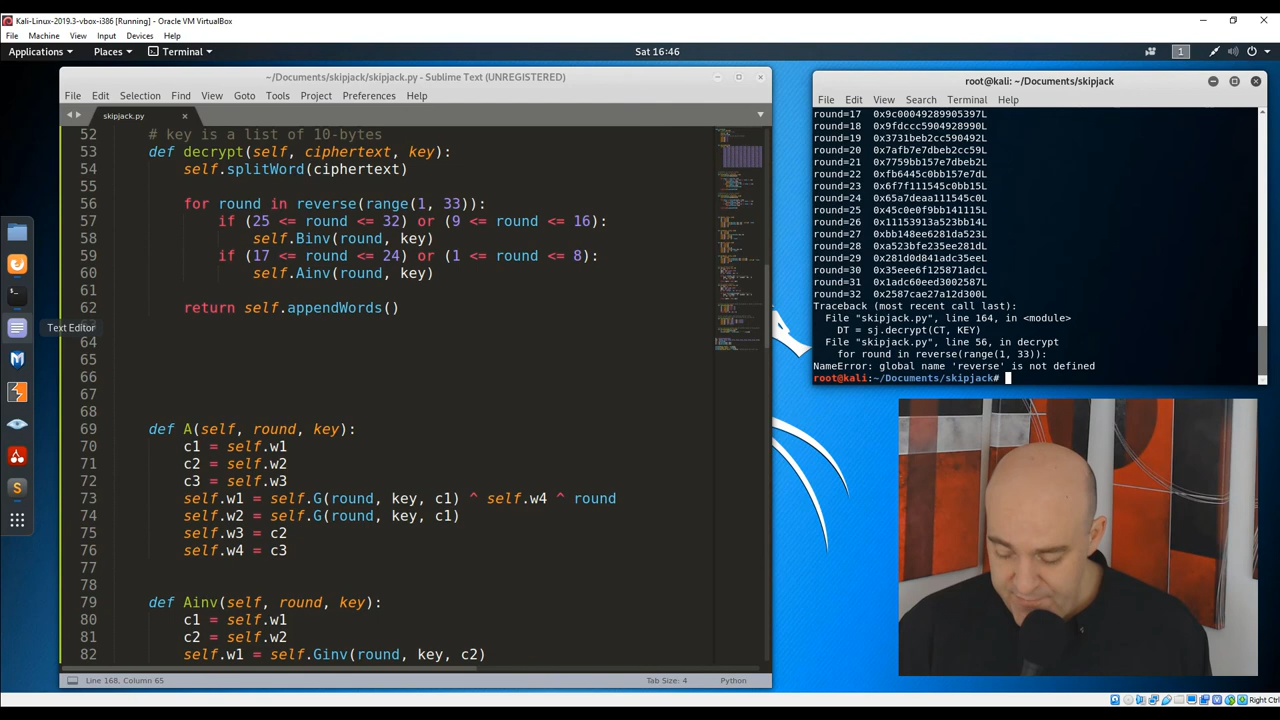 Kali-Linux-2019.3-vbox-i386 [Running] - Oracle VM VirtualBox
File Machine View Input Devices Help
Applications Places Terminal Sat 16:46 1
~/Documents/skipjack/skipjack.py - Sublime Text (UNREGISTERED)
File Edit Selection Find View Goto Tools Project Preferences Help
skipjack.py
52 # key is a list of 10-bytes
53 def decrypt(self, ciphertext, key):
54 self.splitWord(ciphertext)
55
56 for round in reverse(range(1, 33)):
57 if (25 <= round <= 32) or (9 <= round <= 16):
58 self.Binv(round, key)
59 if (17 <= round <= 24) or (1 <= round <= 8):
60 self.Ainv(round, key)
61
62 return self.appendWords()
63
64
65
66
67
68
69 def A(self, round, key):
70 c1 = self.w1
71 c2 = self.w2
72 c3 = self.w3
73 self.w1 = self.G(round, key, c1) ^ self.w4 ^ round
74 self.w2 = self.G(round, key, c1)
75 self.w3 = c2
76 self.w4 = c3
77
78
79 def Ainv(self, round, key):
80 c1 = self.w1
81 c2 = self.w2
82 self.w1 = self.Ginv(round, key, c2)
Line 168, Column 65 Tab Size: 4 Python
Text Editor
root@kali: ~/Documents/skipjack
File Edit View Search Terminal Help
round=17 0x9c00049289905397L
round=18 0x9fdccc5904928990L
round=19 0x3731beb2cc590492L
round=20 0x7afb7e7dbeb2cc59L
round=21 0x7759bb157e7dbeb2L
round=22 0xfb6445c0bb157e7dL
round=23 0x6f7f111545c0bb15L
round=24 0x65a7deaa111545c0L
round=25 0x45c0e0f9bb141115L
round=26 0x11153913a523bb14L
round=27 0xbb148ee6281da523L
round=28 0xa523bfe235ee281dL
round=29 0x281d0d841adc35eeL
round=30 0x35eee6f125871adcL
round=31 0x1adc60eed3002587L
round=32 0x2587cae27a12d300L
Traceback (most recent call last):
File "skipjack.py", line 164, in <module>
DT = sj.decrypt(CT, KEY)
File "skipjack.py", line 56, in decrypt
for round in reverse(range(1, 33)):
NameError: global name 'reverse' is not defined
root@kali:~/Documents/skipjack#
Right Ctrl